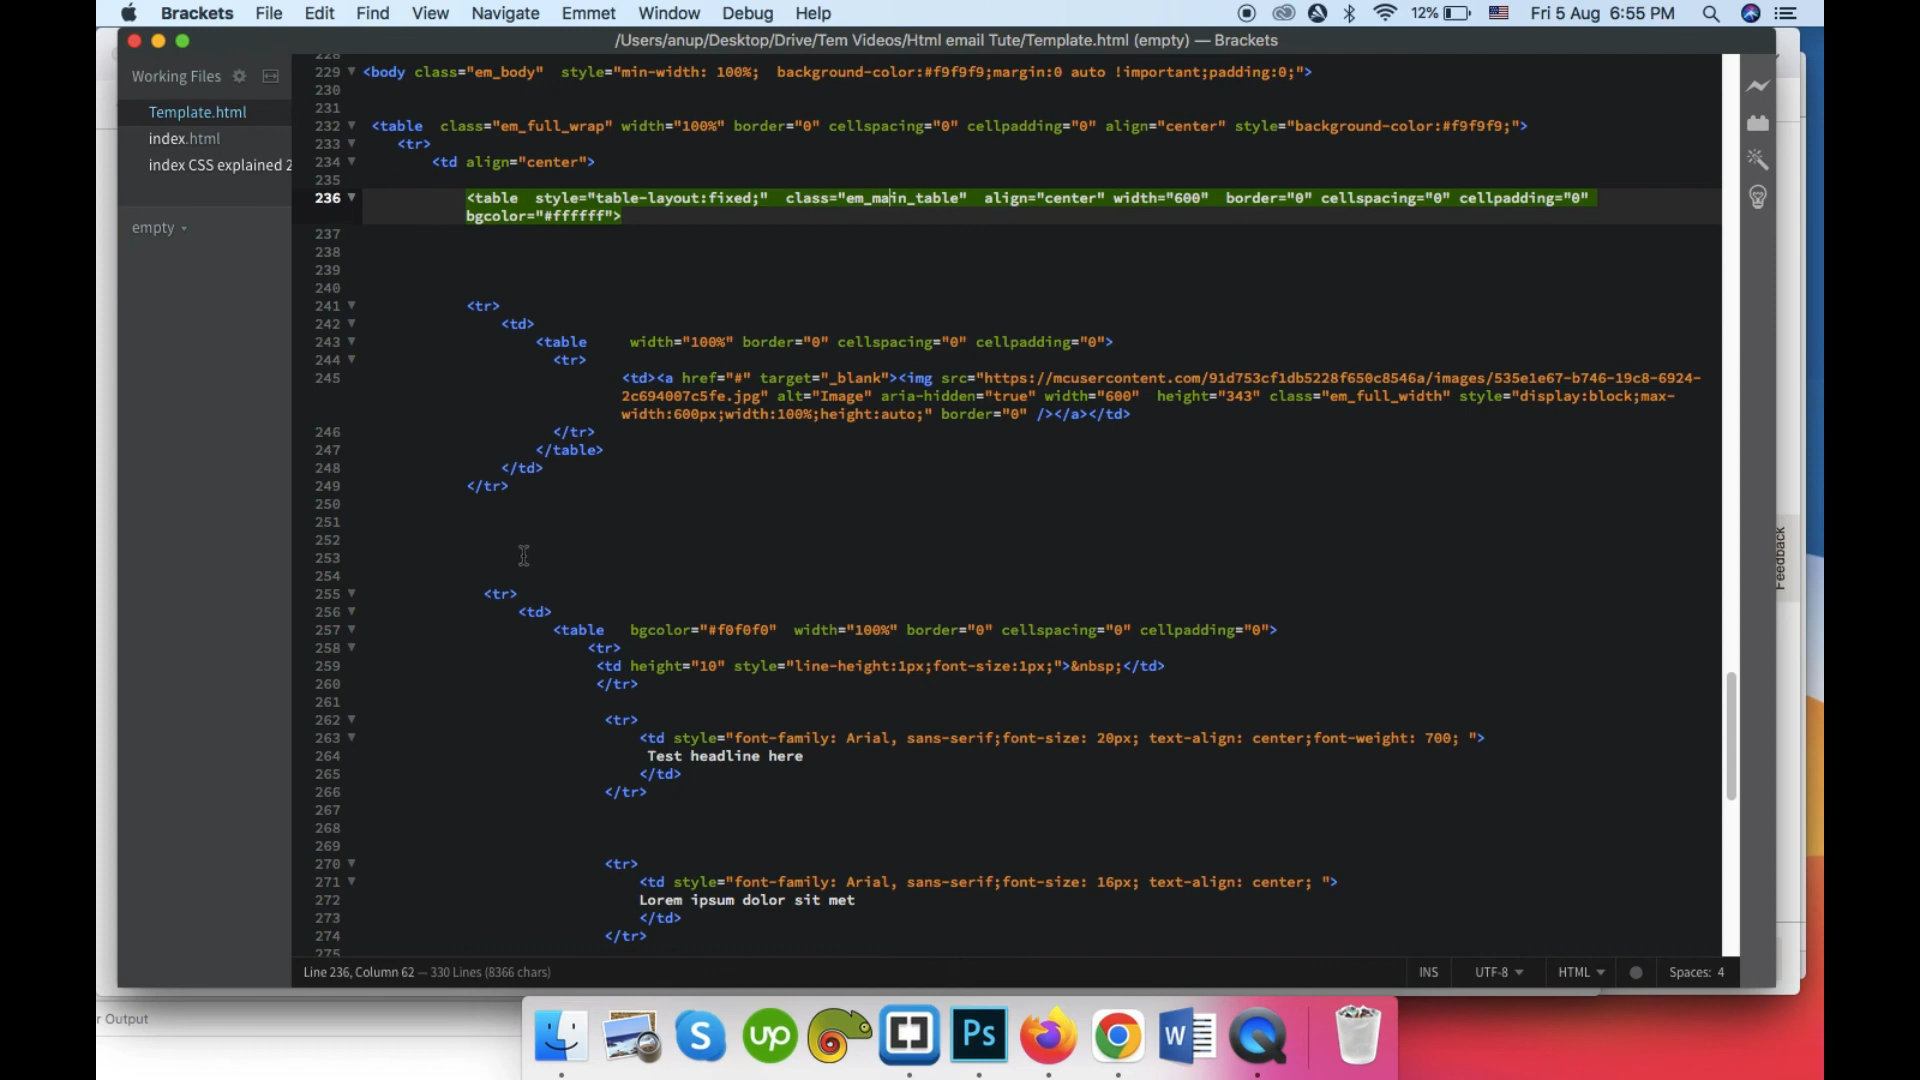 Brackets File Edit Find View Navigate Emmet Window Debug Help 12% Fri 5 Aug 6:55 PM
/Users/anup/Desktop/Drive/Tem Videos/Html email Tute/Template.html (empty) — Brackets
Working Files
Template.html
index.html
index CSS explained 2
empty
228
229 <body class="em_body"  style="min-width: 100%;  background-color:#f9f9f9;margin:0 auto !important;padding:0;">
230
231
232 <table  class="em_full_wrap" width="100%" border="0" cellspacing="0" cellpadding="0" align="center" style="background-color:#f9f9f9;">
233 <tr>
234 <td align="center">
235
236 <table  style="table-layout:fixed;"  class="em_main_table"  align="center" width="600"  border="0" cellspacing="0" cellpadding="0"
bgcolor="#ffffff">
237
238
239
240
241 <tr>
242 <td>
243 <table     width="100%" border="0" cellspacing="0" cellpadding="0">
244 <tr>
245 <td><a href="#" target="_blank"><img src="https://mcusercontent.com/91d753cf1db5228f650c8546a/images/535e1e67-b746-19c8-6924-
2c694007c5fe.jpg" alt="Image" aria-hidden="true" width="600"  height="343" class="em_full_width" style="display:block;max-
width:600px;width:100%;height:auto;" border="0" /></a></td>
246 </tr>
247 </table>
248 </td>
249 </tr>
250
251
252
253
254
255 <tr>
256 <td>
257 <table   bgcolor="#f0f0f0"  width="100%" border="0" cellspacing="0" cellpadding="0">
258 <tr>
259 <td height="10" style="line-height:1px;font-size:1px;">&nbsp;</td>
260 </tr>
261
262 <tr>
263 <td style="font-family: Arial, sans-serif;font-size: 20px; text-align: center;font-weight: 700; ">
264 Test headline here
265 </td>
266 </tr>
267
268
269
270 <tr>
271 <td style="font-family: Arial, sans-serif;font-size: 16px; text-align: center; ">
272 Lorem ipsum dolor sit met
273 </td>
274 </tr>
275
Feedback
Line 236, Column 62 — 330 Lines (8366 chars) INS UTF-8 HTML Spaces: 4
r Output
S up Ps W